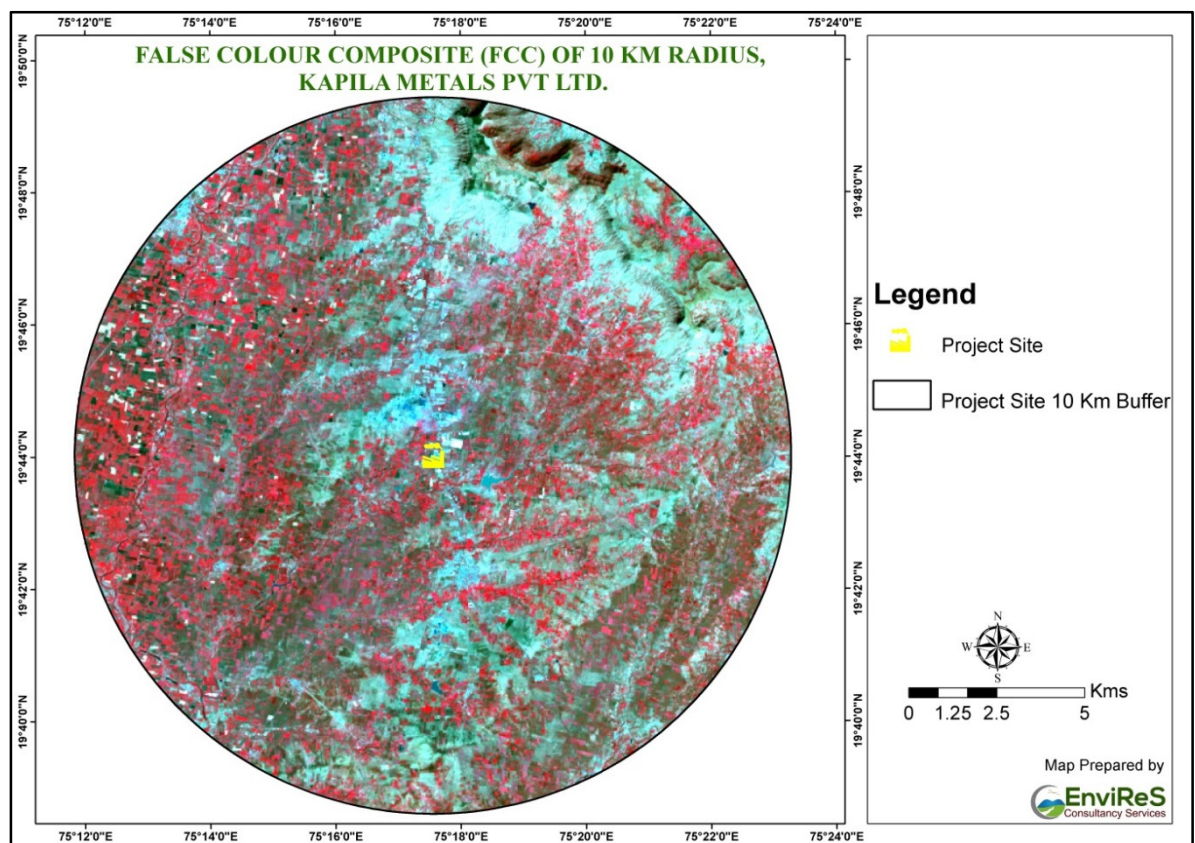 75°12'0"E 75°14'0"E 75°16'0"E 75°18'0"E 75°20'0"E 75°22'0"E 75°24'0"E
FALSE COLOUR COMPOSITE (FCC) OF 10 KM RADIUS,
KAPILA METALS PVT LTD.
19°50'0"N
19°48'0"N
19°46'0"N
19°44'0"N
19°42'0"N
19°40'0"N
19°48'0"N
19°46'0"N
19°44'0"N
19°42'0"N
19°40'0"N
Legend
Project Site
Project Site 10 Km Buffer
N
W E
S
Kms
0 1.25 2.5 5
Map Prepared by
EnviReS
Consultancy Services
75°12'0"E 75°14'0"E 75°16'0"E 75°18'0"E 75°20'0"E 75°22'0"E 75°24'0"E